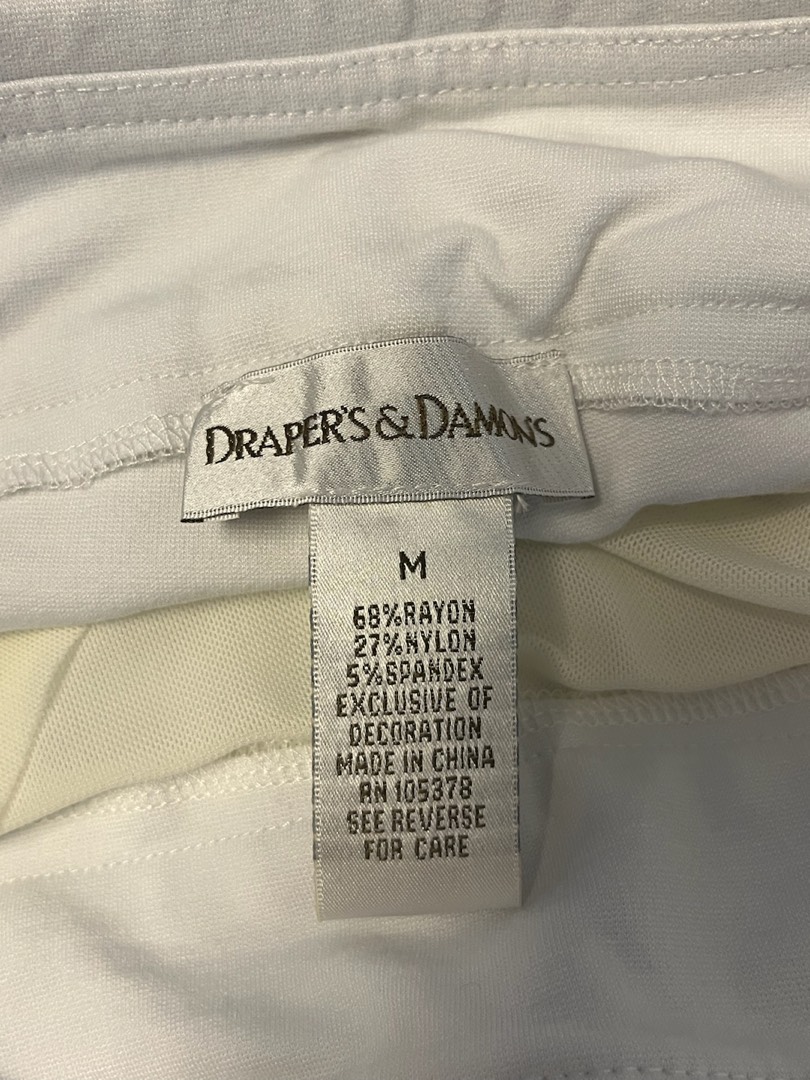 DRAPER'S & DAMON'S
M
68%RAYON
27%NYLON
5%SPANDEX
EXCLUSIVE OF
DECORATION
MADE IN CHINA
RN 105378
SEE REVERSE
FOR CARE